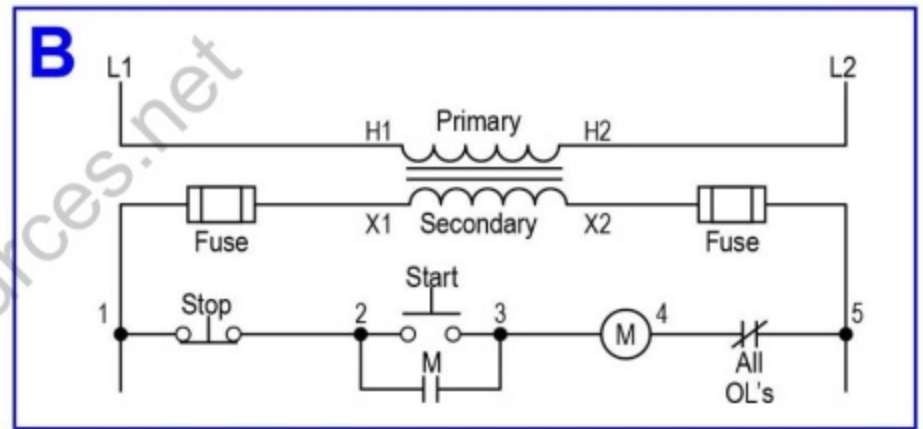 B
L1
L2
H1
Primary
H2
X1
Secondary
X2
Fuse
Fuse
Start
1
Stop
2
3
4
5
M
M
All
OL's